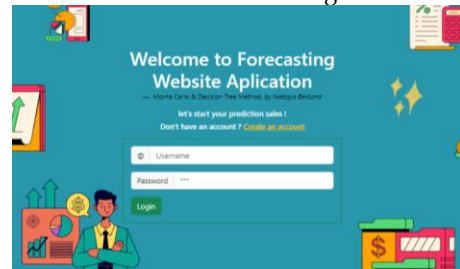 Welcome to Forecasting
Website Aplication
— Monte Carlo & Decision Tree Method, by Natasya
let's start your prediction sales !
Don't have an account ? Create an account
@ Username
Password ***
Login
$